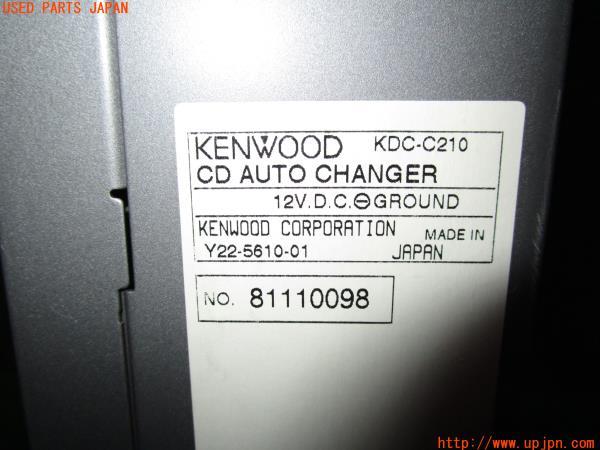 USED PARTS JAPAN
KENWOOD KDC-C210
CD AUTO CHANGER
12V.D.C.⊖GROUND
KENWOOD CORPORATION MADE IN
Y22-5610-01 JAPAN
NO. 81110098
http://www.upjpn.com/